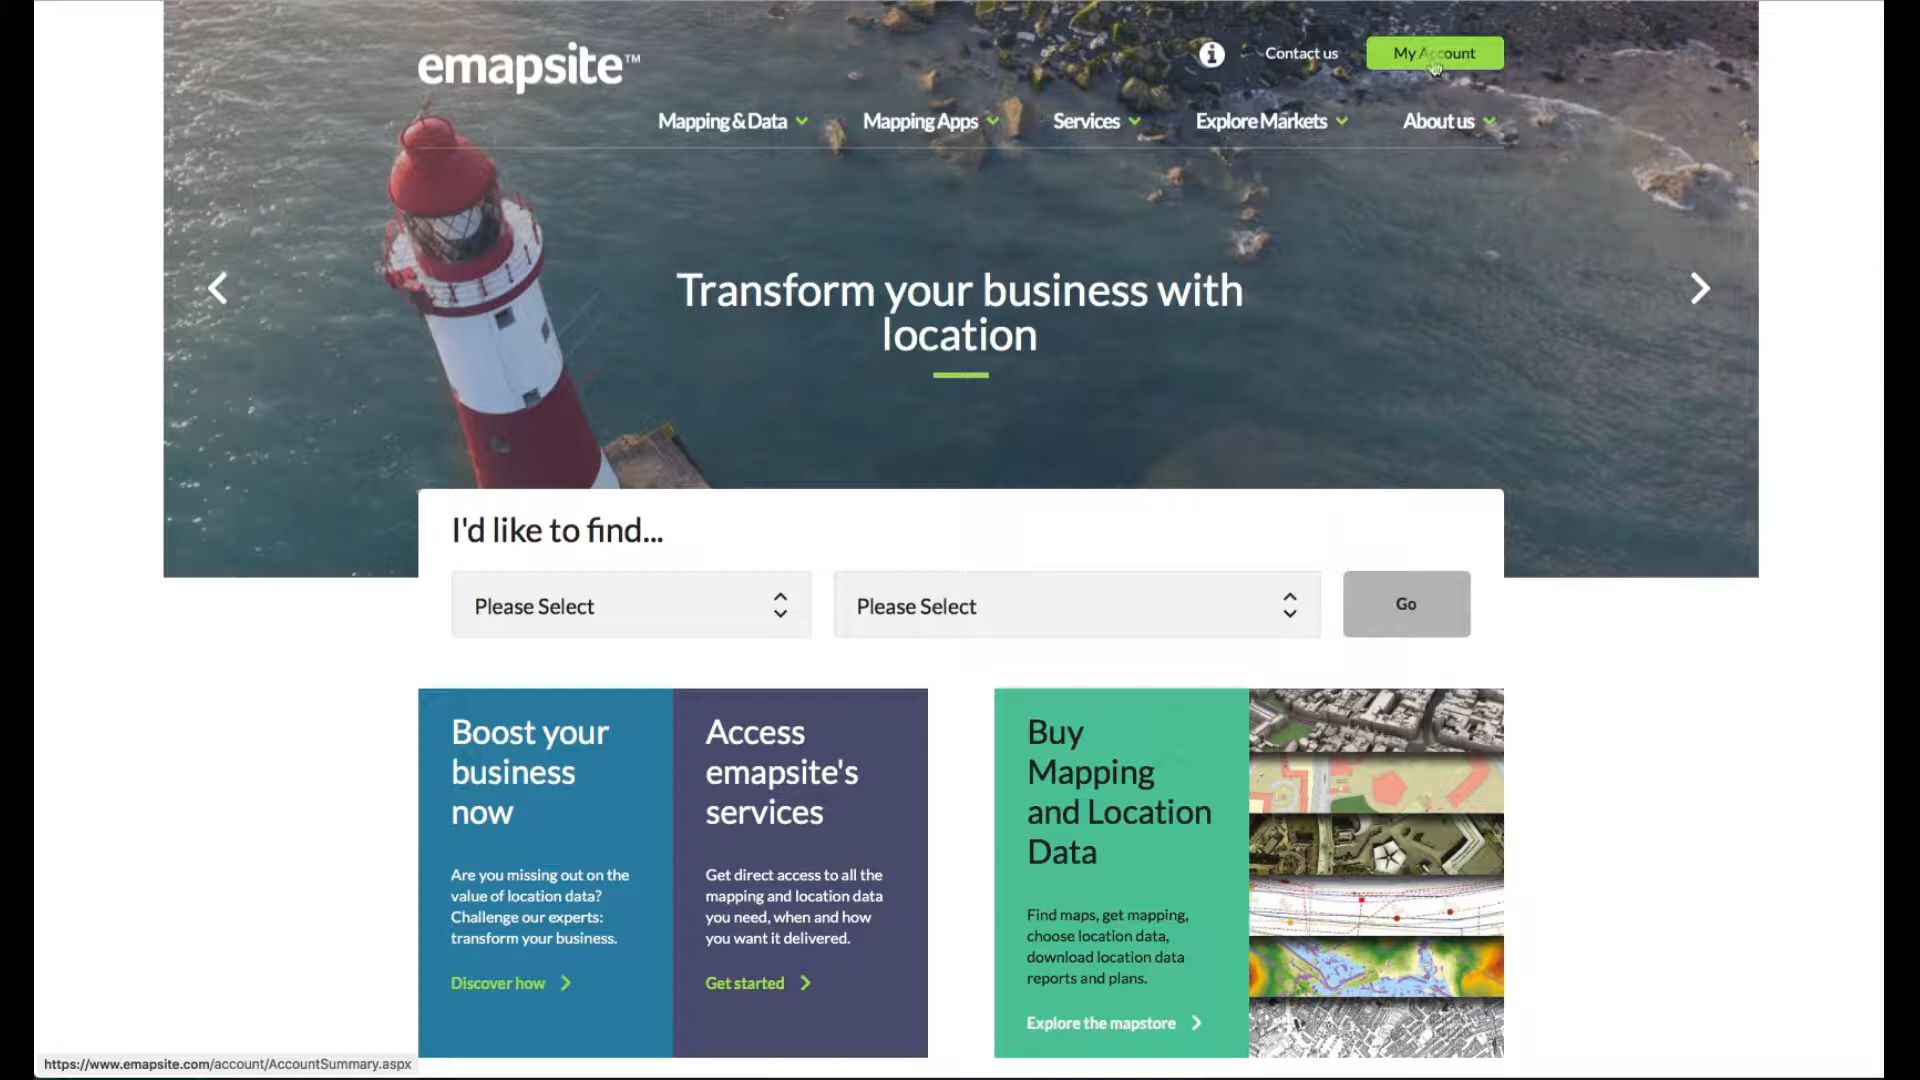 emapsite™
Contact us
My Account
Mapping & Data
Mapping Apps
Services
Explore Markets
About us
Transform your business with
location
I'd like to find...
Please Select
Please Select
Go
Boost your
business
now
Are you missing out on the
value of location data?
Challenge our experts:
transform your business.
Discover how
Access
emapsite's
services
Get direct access to all the
mapping and location data
you need, when and how
you want it delivered.
Get started
Buy
Mapping
and Location
Data
Find maps, get mapping,
choose location data,
download location data
reports and plans.
Explore the mapstore
https://www.emapsite.com/account/AccountSummary.aspx